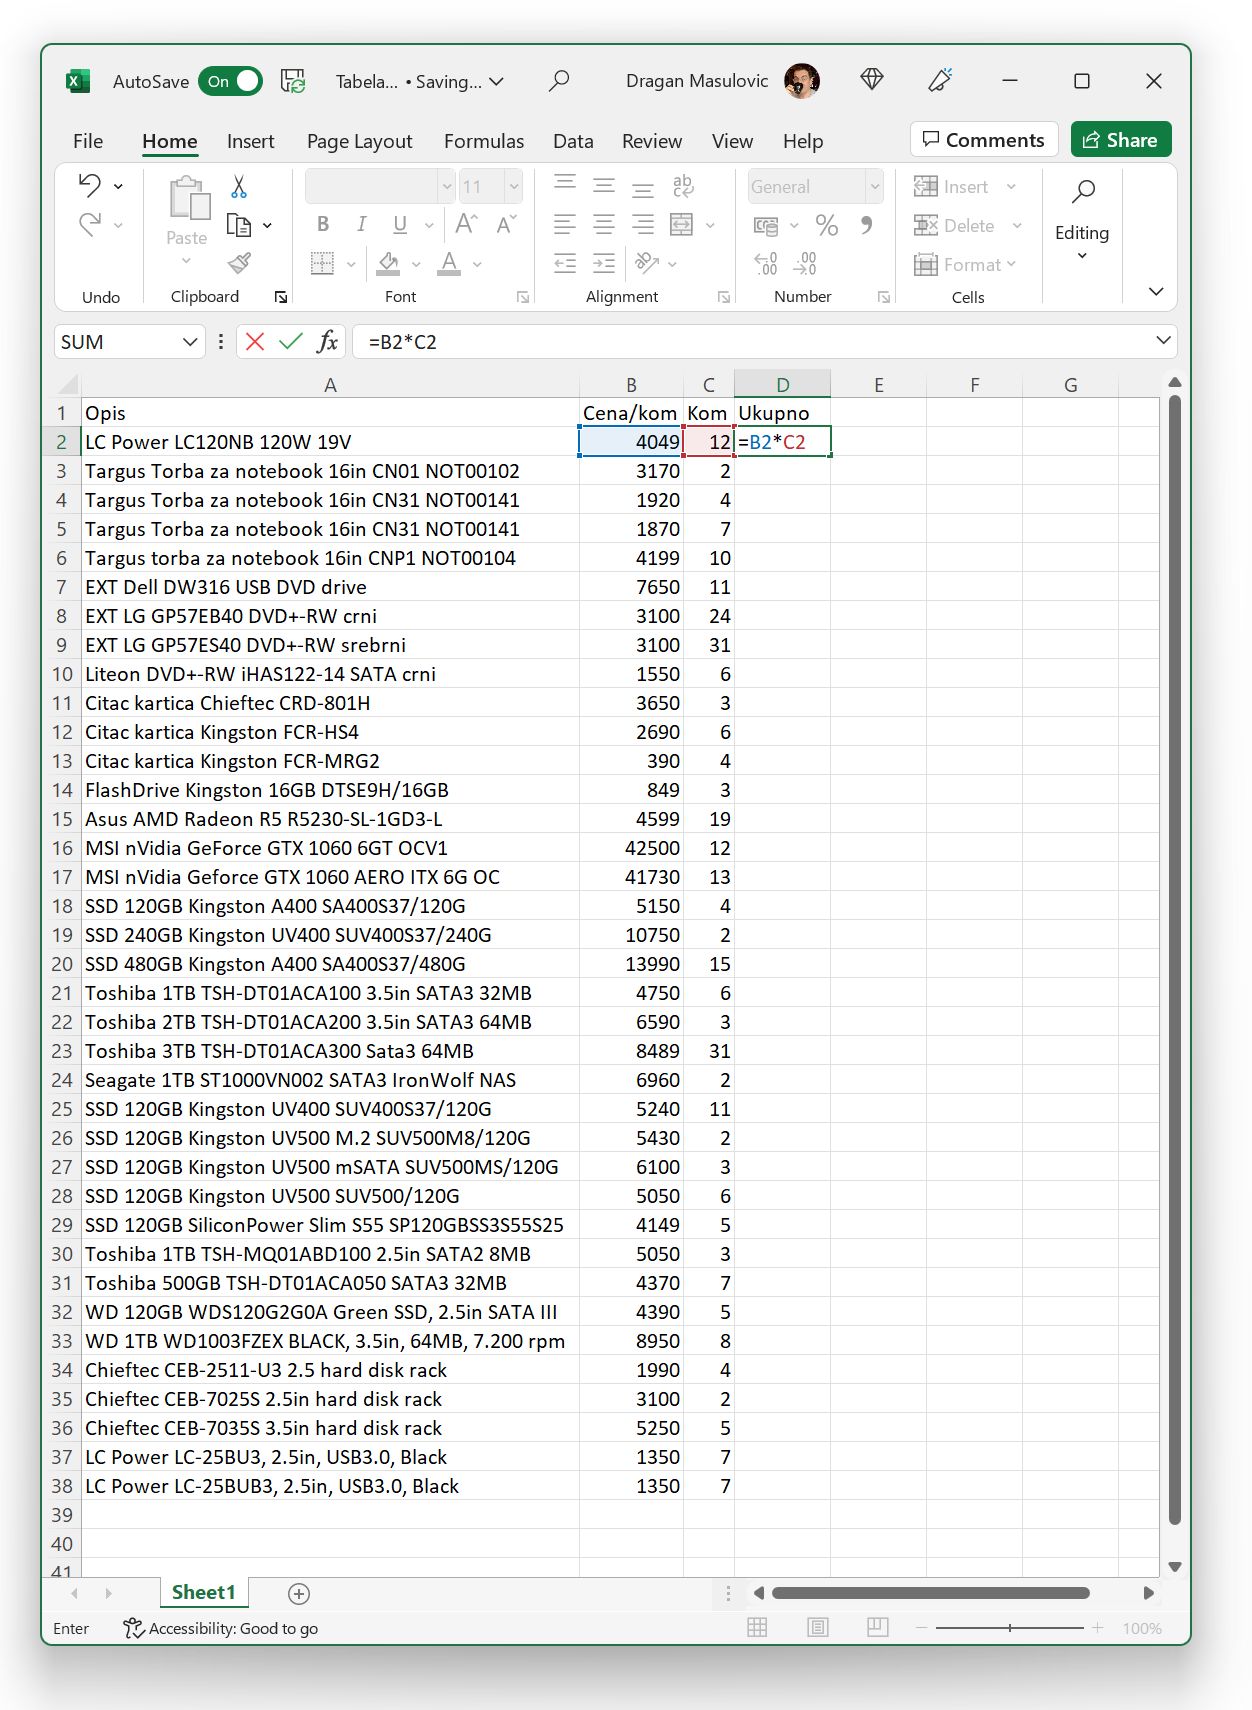 AutoSave On Tabela... • Saving... Dragan Masulovic
File Home Insert Page Layout Formulas Data Review View Help Comments Share
Paste
11
B I U A A
A
ab
c
General
% 9
←0 .00
.00 →0
Insert
Delete
Format
Editing
Undo Clipboard Font Alignment Number Cells
SUM fx =B2*C2
A B C D E F G
1 Opis Cena/kom Kom Ukupno
2 LC Power LC120NB 120W 19V 4049 12 =B2*C2
3 Targus Torba za notebook 16in CN01 NOT00102 3170 2
4 Targus Torba za notebook 16in CN31 NOT00141 1920 4
5 Targus Torba za notebook 16in CN31 NOT00141 1870 7
6 Targus torba za notebook 16in CNP1 NOT00104 4199 10
7 EXT Dell DW316 USB DVD drive 7650 11
8 EXT LG GP57EB40 DVD+-RW crni 3100 24
9 EXT LG GP57ES40 DVD+-RW srebrni 3100 31
10 Liteon DVD+-RW iHAS122-14 SATA crni 1550 6
11 Citac kartica Chieftec CRD-801H 3650 3
12 Citac kartica Kingston FCR-HS4 2690 6
13 Citac kartica Kingston FCR-MRG2 390 4
14 FlashDrive Kingston 16GB DTSE9H/16GB 849 3
15 Asus AMD Radeon R5 R5230-SL-1GD3-L 4599 19
16 MSI nVidia GeForce GTX 1060 6GT OCV1 42500 12
17 MSI nVidia Geforce GTX 1060 AERO ITX 6G OC 41730 13
18 SSD 120GB Kingston A400 SA400S37/120G 5150 4
19 SSD 240GB Kingston UV400 SUV400S37/240G 10750 2
20 SSD 480GB Kingston A400 SA400S37/480G 13990 15
21 Toshiba 1TB TSH-DT01ACA100 3.5in SATA3 32MB 4750 6
22 Toshiba 2TB TSH-DT01ACA200 3.5in SATA3 64MB 6590 3
23 Toshiba 3TB TSH-DT01ACA300 Sata3 64MB 8489 31
24 Seagate 1TB ST1000VN002 SATA3 IronWolf NAS 6960 2
25 SSD 120GB Kingston UV400 SUV400S37/120G 5240 11
26 SSD 120GB Kingston UV500 M.2 SUV500M8/120G 5430 2
27 SSD 120GB Kingston UV500 mSATA SUV500MS/120G 6100 3
28 SSD 120GB Kingston UV500 SUV500/120G 5050 6
29 SSD 120GB SiliconPower Slim S55 SP120GBSS3S55S25 4149 5
30 Toshiba 1TB TSH-MQ01ABD100 2.5in SATA2 8MB 5050 3
31 Toshiba 500GB TSH-DT01ACA050 SATA3 32MB 4370 7
32 WD 120GB WDS120G2G0A Green SSD, 2.5in SATA III 4390 5
33 WD 1TB WD1003FZEX BLACK, 3.5in, 64MB, 7.200 rpm 8950 8
34 Chieftec CEB-2511-U3 2.5 hard disk rack 1990 4
35 Chieftec CEB-7025S 2.5in hard disk rack 3100 2
36 Chieftec CEB-7035S 3.5in hard disk rack 5250 5
37 LC Power LC-25BU3, 2.5in, USB3.0, Black 1350 7
38 LC Power LC-25BUB3, 2.5in, USB3.0, Black 1350 7
39
40
41
Sheet1
Enter Accessibility: Good to go 100%